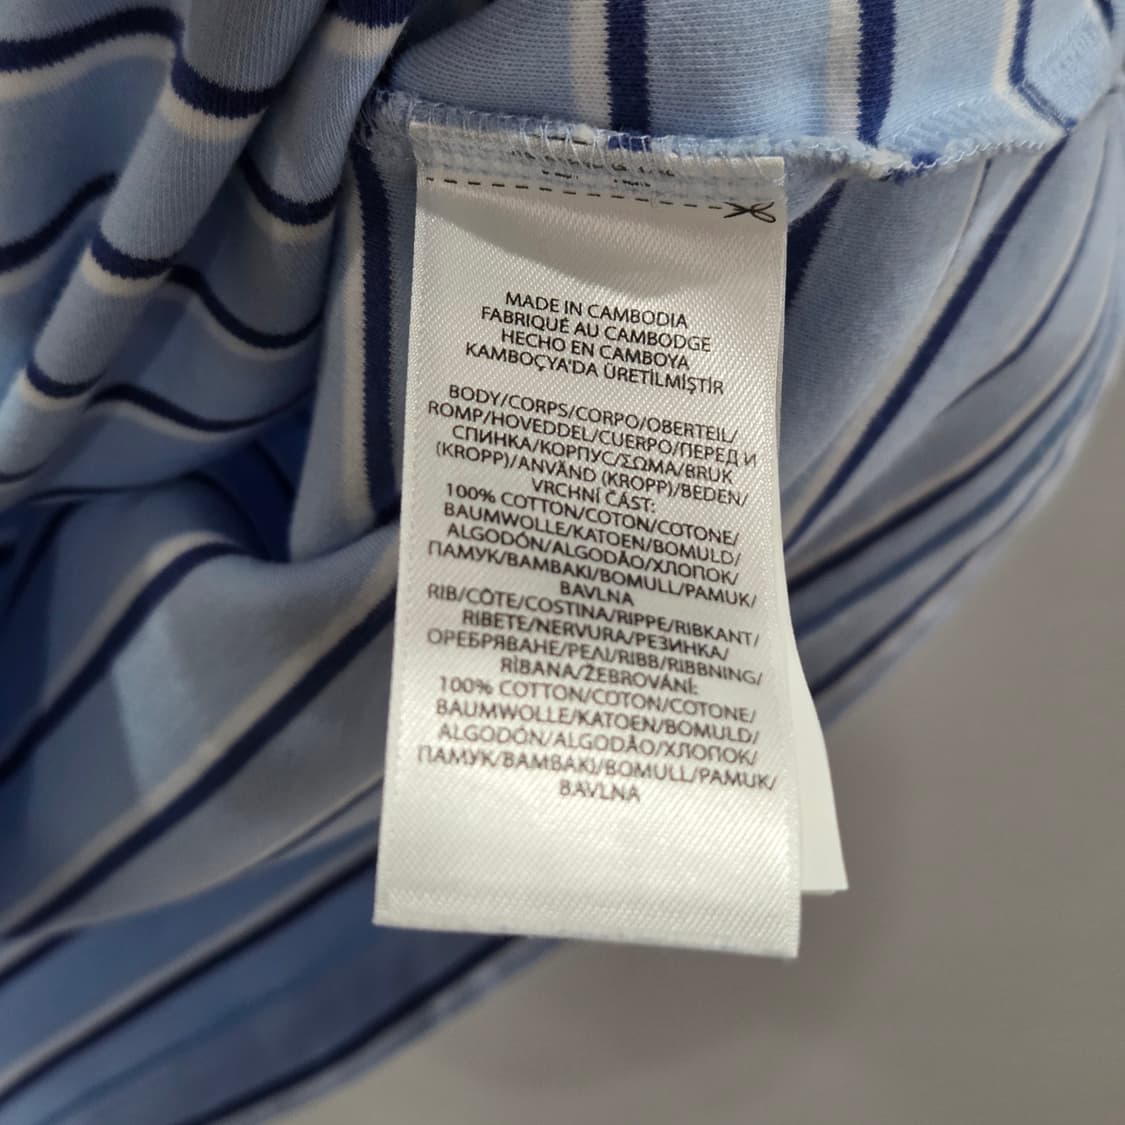 MADE IN CAMBODIA
FABRIQUÉ AU CAMBODGE
HECHO EN CAMBOYA
KAMBOÇYA'DA ÜRETILMIŞTIR
BODY/CORPS/CORPO/OBERTEIL/
ROMP/HOVEDDEL/CUERPO/ПЕРЕД И
СПИНКА/КОРПУС/ΣΩΜΑ/BRUK
(KROPP)/ANVÄND (KROPP)/BEDEN/
VRCHNÍ ČÁST:
100% COTTON/COTON/COTONE/
BAUMWOLLE/KATOEN/BOMULD/
ALGODÓN/ALGODÃO/ХЛОПОК/
ПАМУК/BAMBAKI/BOMULL/PAMUK/
BAVLNA
RIB/CÔTE/COSTINA/RIPPE/RIBKANT/
RIBETE/NERVURA/РЕЗИНКА/
ОРЕБРЯВАНЕ/ΡΕΛΙ/RIBB/RIBBNING/
RIBANA/ŽEBROVÁNÍ:
100% COTTON/COTON/COTONE/
BAUMWOLLE/KATOEN/BOMULD/
ALGODÓN/ALGODÃO/ХЛОПОК/
ПАМУК/BAMBAKI/BOMULL/PAMUK/
BAVLNA